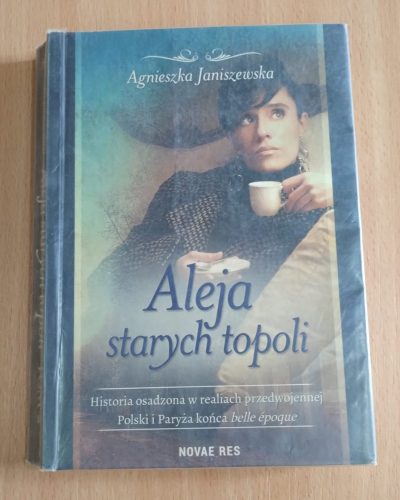 Agnieszka Janiszewska
Aleja
starych topoli
Historia osadzona w realiach przedwojennej
Polski i Paryża końca belle époque
NOVAE RES